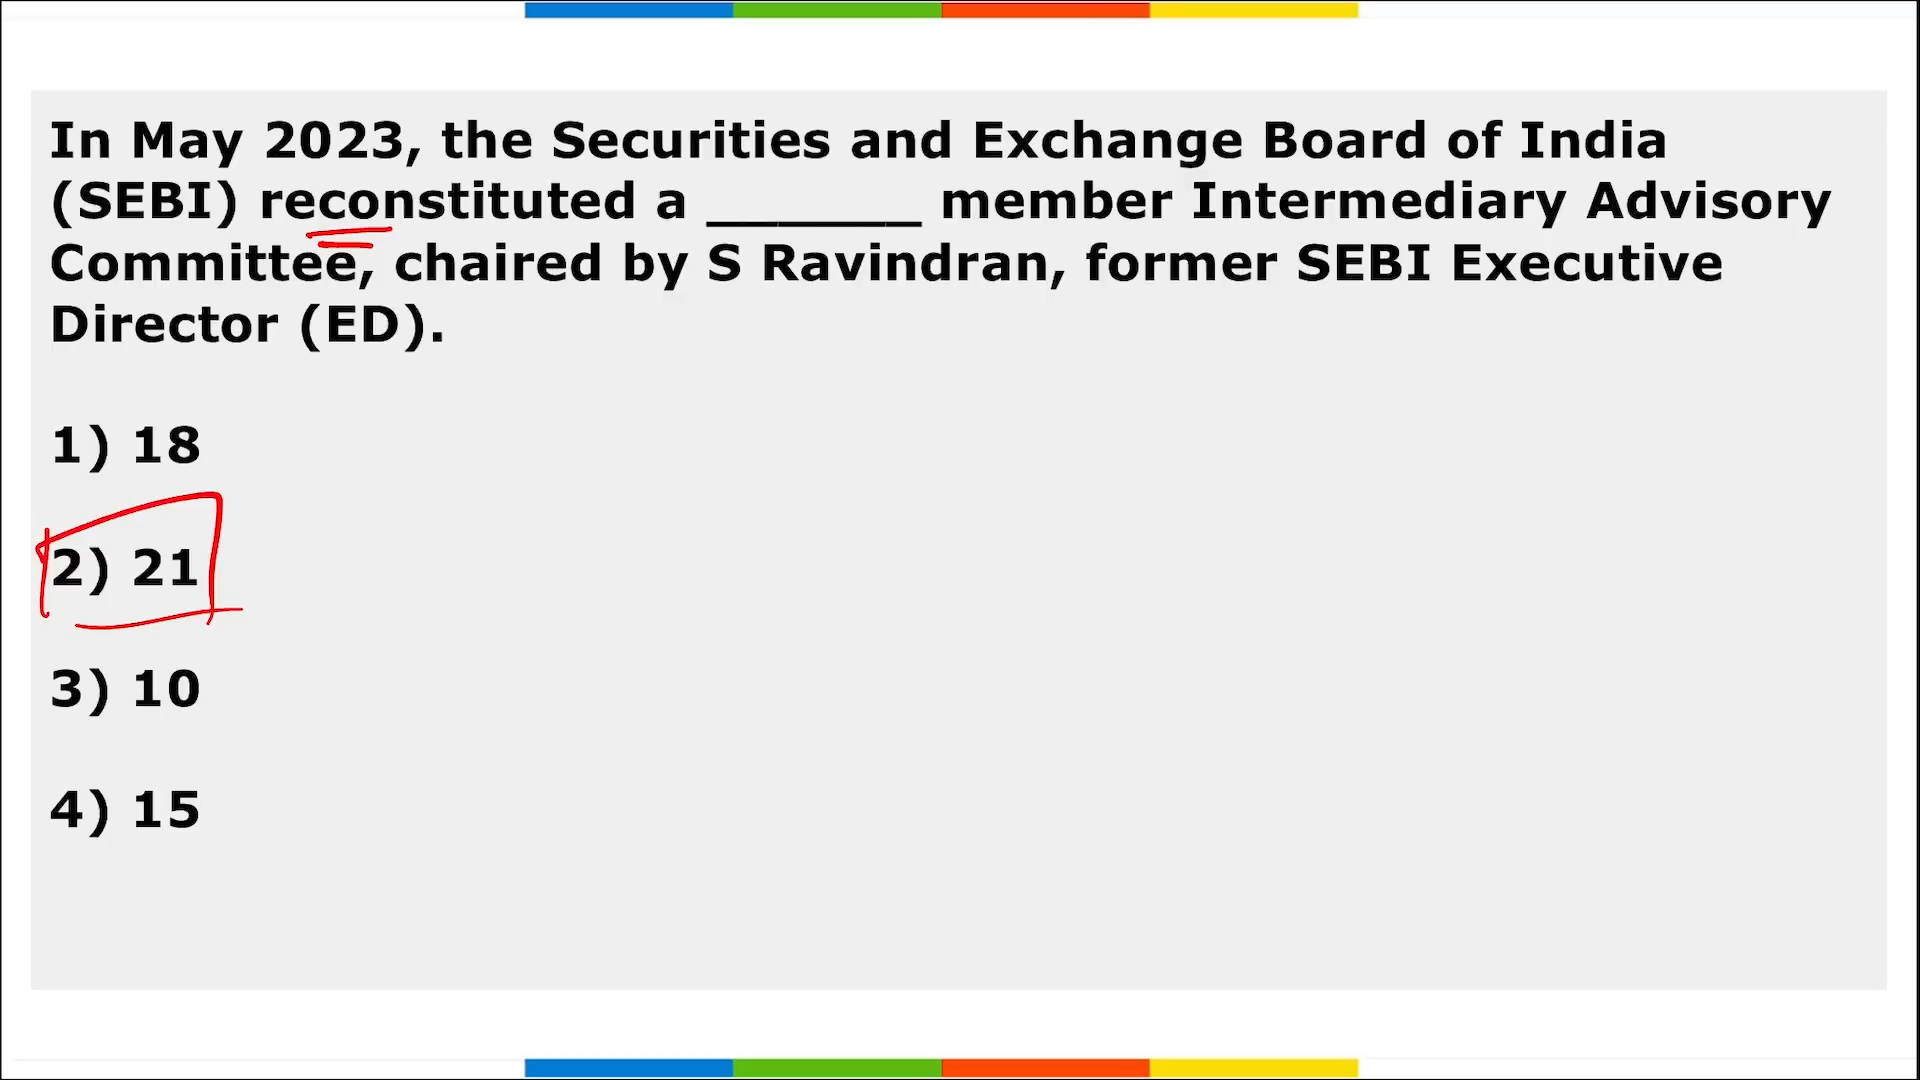 In May 2023, the Securities and Exchange Board of India
(SEBI) reconstituted a ______ member Intermediary Advisory
Committee, chaired by S Ravindran, former SEBI Executive
Director (ED).
1) 18
2) 21
3) 10
4) 15